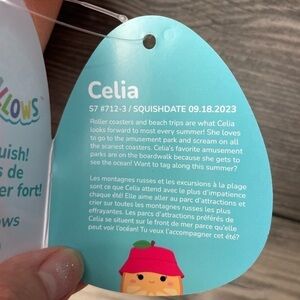 LLOWS
uish!
s de
er fort!
ows
Celia
S7 #712-3 / SQUISHDATE 09.18.2023
Roller coasters and beach trips are what Celia
looks forward to most every summer! She loves
to go to the amusement park and scream on all
the scariest coasters. Celia's favorite amusement
parks are on the boardwalk because she gets to
see the ocean! Want to tag along this summer?
Les montagnes russes et les excursions à la plage
sont ce que Celia attend avec le plus d'impatience
chaque été! Elle aime aller au parc d'attractions et
crier sur toutes les montagnes russes les plus
effrayantes. Les parcs d'attractions préférés de
Celia se situent sur le front de mer parce qu'elle
peut voir l'océan! Tu veux l'accompagner cet été?